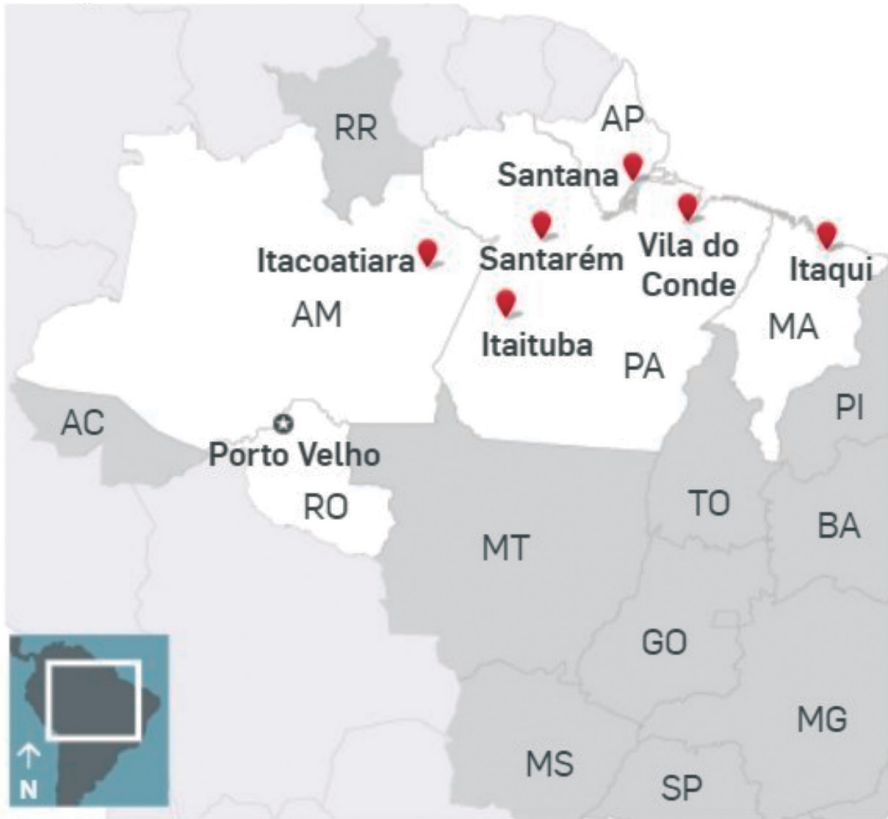 RR
AP
Santana
Itacoatiara
Santarém
Vila do
Conde
Itaqui
AM
Itaituba
MA
PA
PI
AC
Porto Velho
RO
TO
BA
MT
GO
MG
MS
SP
N